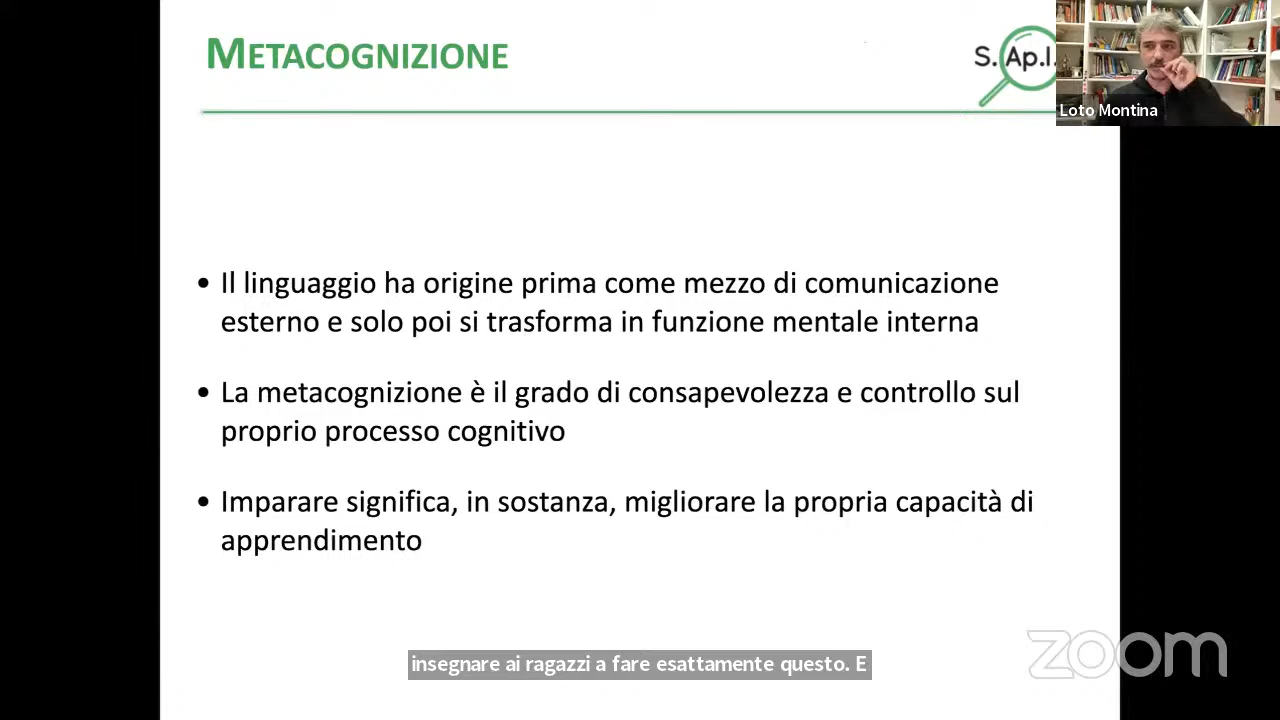 METACOGNIZIONE
S.Ap.I.
Loto Montina
• Il linguaggio ha origine prima come mezzo di comunicazione
esterno e solo poi si trasforma in funzione mentale interna
• La metacognizione è il grado di consapevolezza e controllo sul
proprio processo cognitivo
• Imparare significa, in sostanza, migliorare la propria capacità di
apprendimento
insegnare ai ragazzi a fare esattamente questo. E
zoom